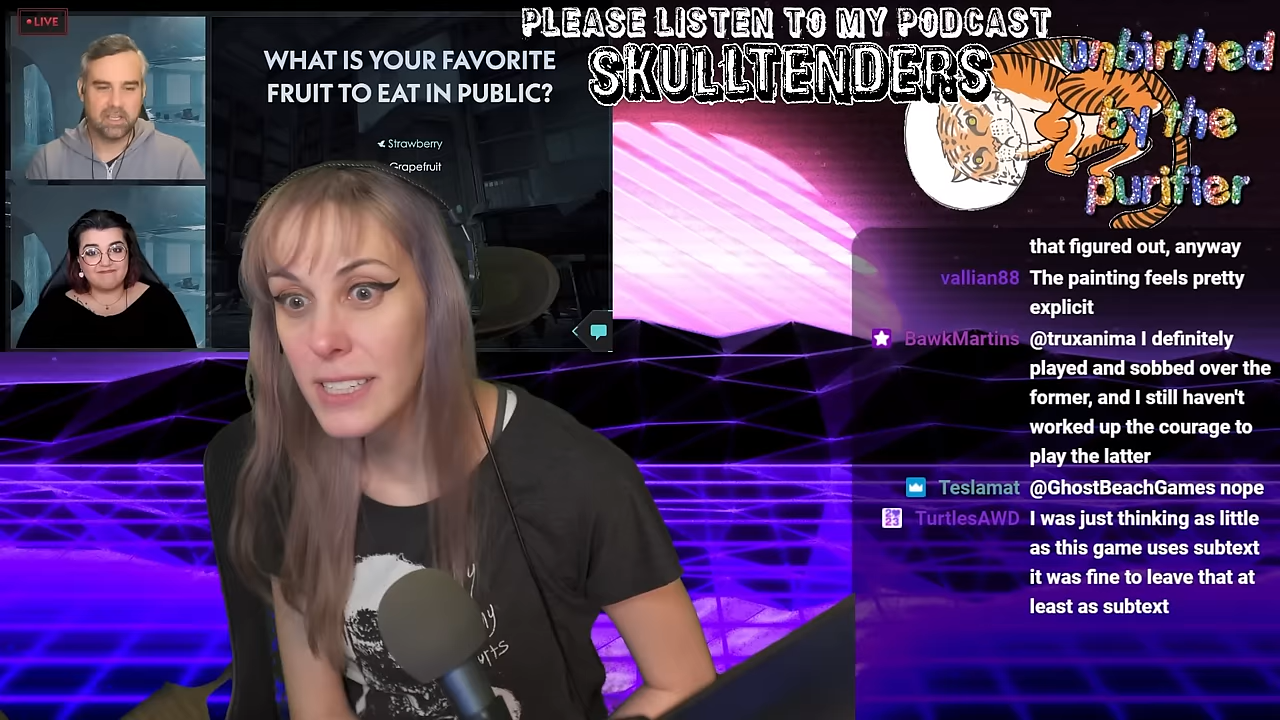 LIVE
WHAT IS YOUR FAVORITE
FRUIT TO EAT IN PUBLIC?
Strawberry
Grapefruit
PLEASE LISTEN TO MY PODCAST
SKULLTENDERS
unbirthed
by the
purifier
that figured out, anyway
vallian88 The painting feels pretty
explicit
BawkMartins @truxanima I definitely
played and sobbed over the
former, and I still haven't
worked up the courage to
play the latter
Teslamat @GhostBeachGames nope
TurtlesAWD I was just thinking as little
as this game uses subtext
it was fine to leave that at
least as subtext